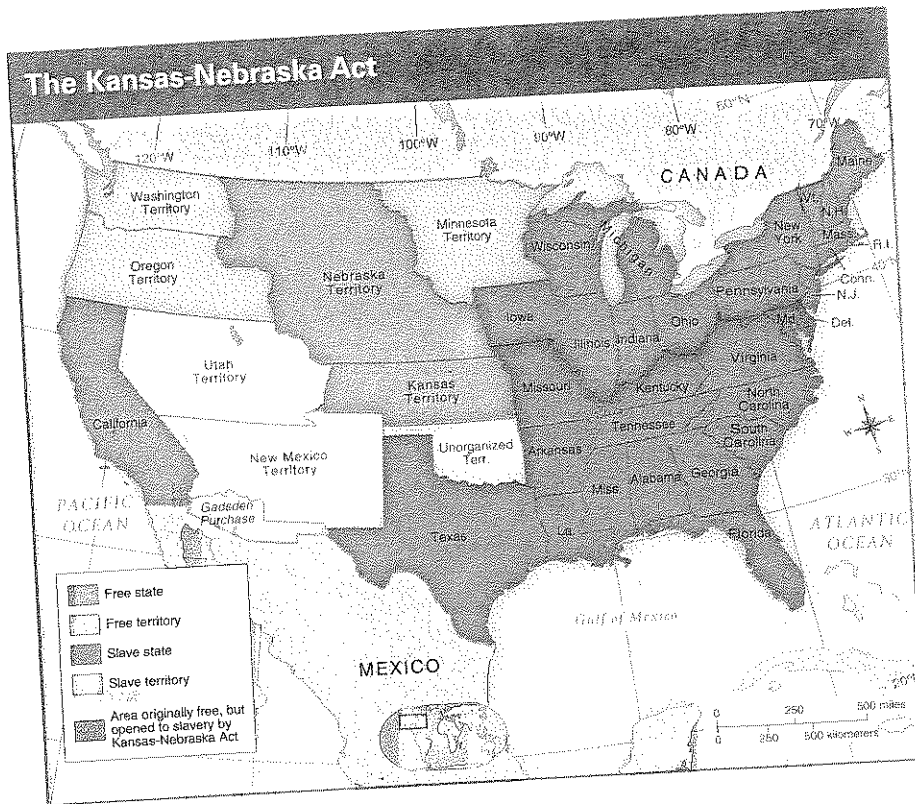 The Kansas-Nebraska Act
120°W
110°W
100°W
90°W
80°W
70°W
50°N
CANADA
Maine
Washington
Territory
Minnesota
Territory
Vt.
N.H.
New
York
Mass.
R.I.
40°N
Conn.
N.J.
Del.
Oregon
Territory
Nebraska
Territory
Wisconsin
Michigan
Pennsylvania
Md.
Iowa
Illinois
Indiana
Ohio
Utah
Territory
Kansas
Territory
Missouri
Kentucky
Virginia
North
Carolina
California
New Mexico
Territory
Unorganized
Terr.
Arkansas
Tennessee
South
Carolina
N
W
E
S
Miss.
Alabama
Georgia
30°N
PACIFIC
OCEAN
Gadsden
Purchase
Texas
La.
Florida
ATLANTIC
OCEAN
Gulf of Mexico
MEXICO
Free state
Free territory
Slave state
Slave territory
Area originally free, but
opened to slavery by
Kansas-Nebraska Act
20°N
0 250 500 miles
0 250 500 kilometers